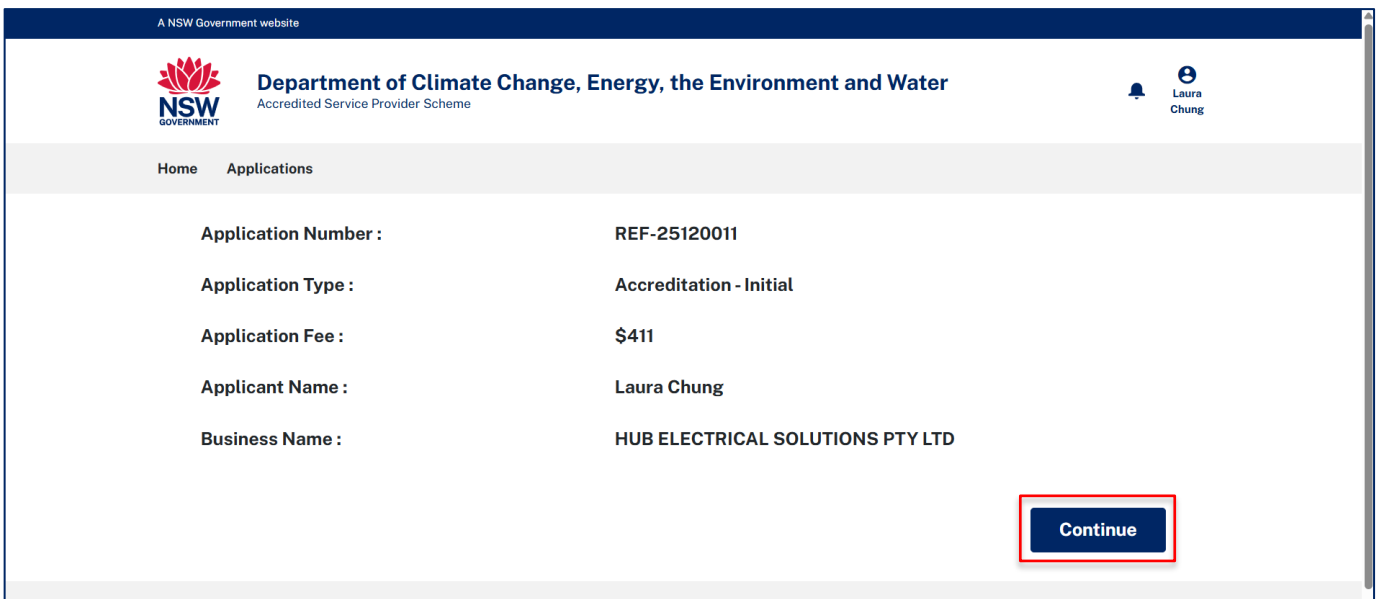 A NSW Government website
NSW
GOVERNMENT
Department of Climate Change, Energy, the Environment and Water
Accredited Service Provider Scheme
Laura
Chung
Home Applications
Application Number : REF-25120011
Application Type : Accreditation - Initial
Application Fee : $411
Applicant Name : Laura Chung
Business Name : HUB ELECTRICAL SOLUTIONS PTY LTD
Continue